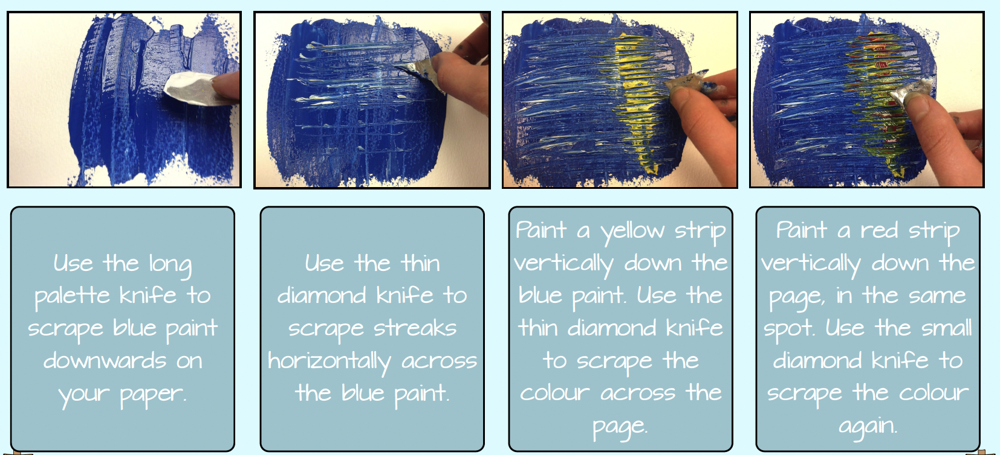 Use the long
palette knife to
scrape blue paint
downwards on
your paper.
Use the thin
diamond knife to
scrape streaks
horizontally across
the blue paint.
Paint a yellow strip
vertically down the
blue paint. Use the
thin diamond knife
to scrape the
colour across the
page.
Paint a red strip
vertically down the
page, in the same
spot. Use the small
diamond knife to
scrape the colour
again.